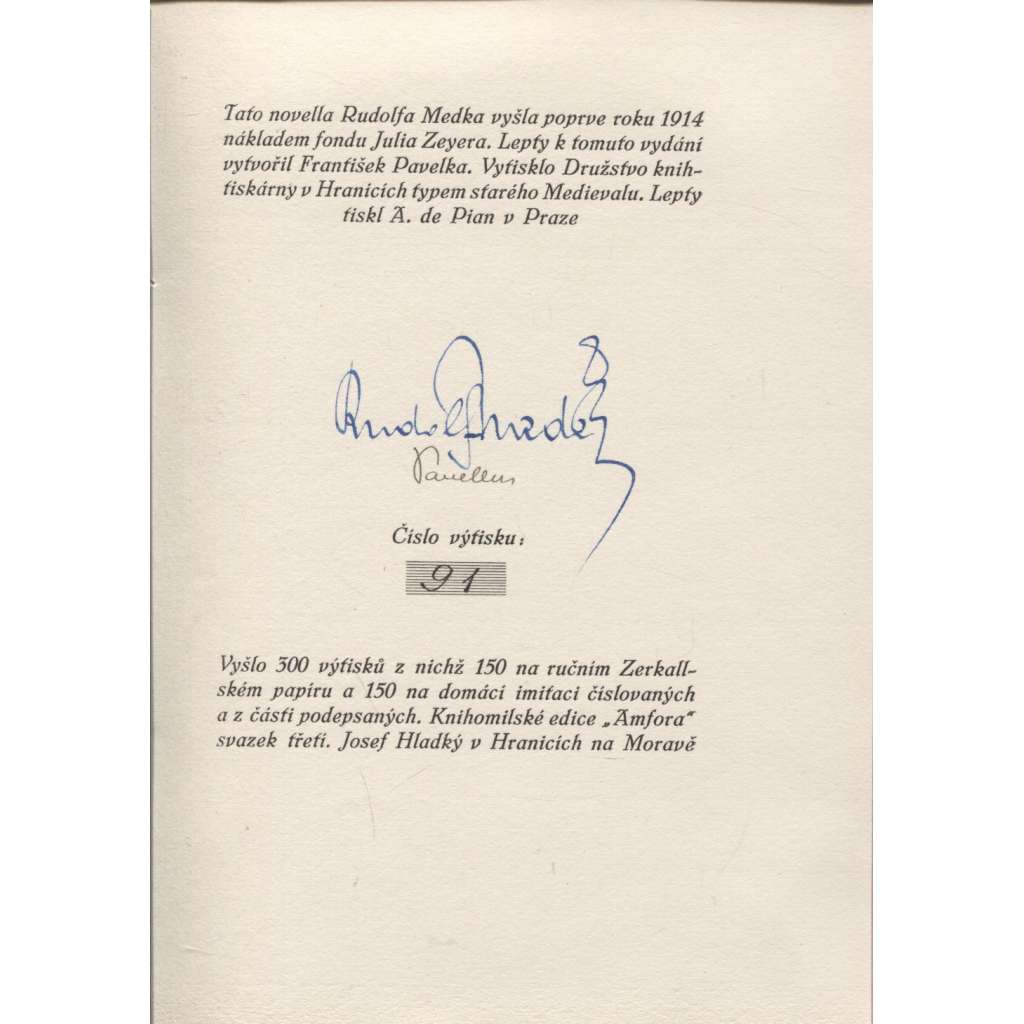 Tato novella Rudolfa Medka vyšla poprve roku 1914
nákladem fondu Julia Zeyera. Lepty k tomuto vydání
vytvořil František Pavelka. Vytisklo Družstvo knih-
tiskárny v Hranicích typem starého Medievalu. Lepty
tiskl A. de Pian v Praze
Rudolf Medek
Číslo výtisku:
91
Vyšlo 300 výtisků z nichž 150 na ručním Zerkall-
ském papíru a 150 na domácí imitaci číslovaných
a z části podepsaných. Knihomilské edice „Amfora“
svazek třetí. Josef Hladký v Hranicích na Moravě